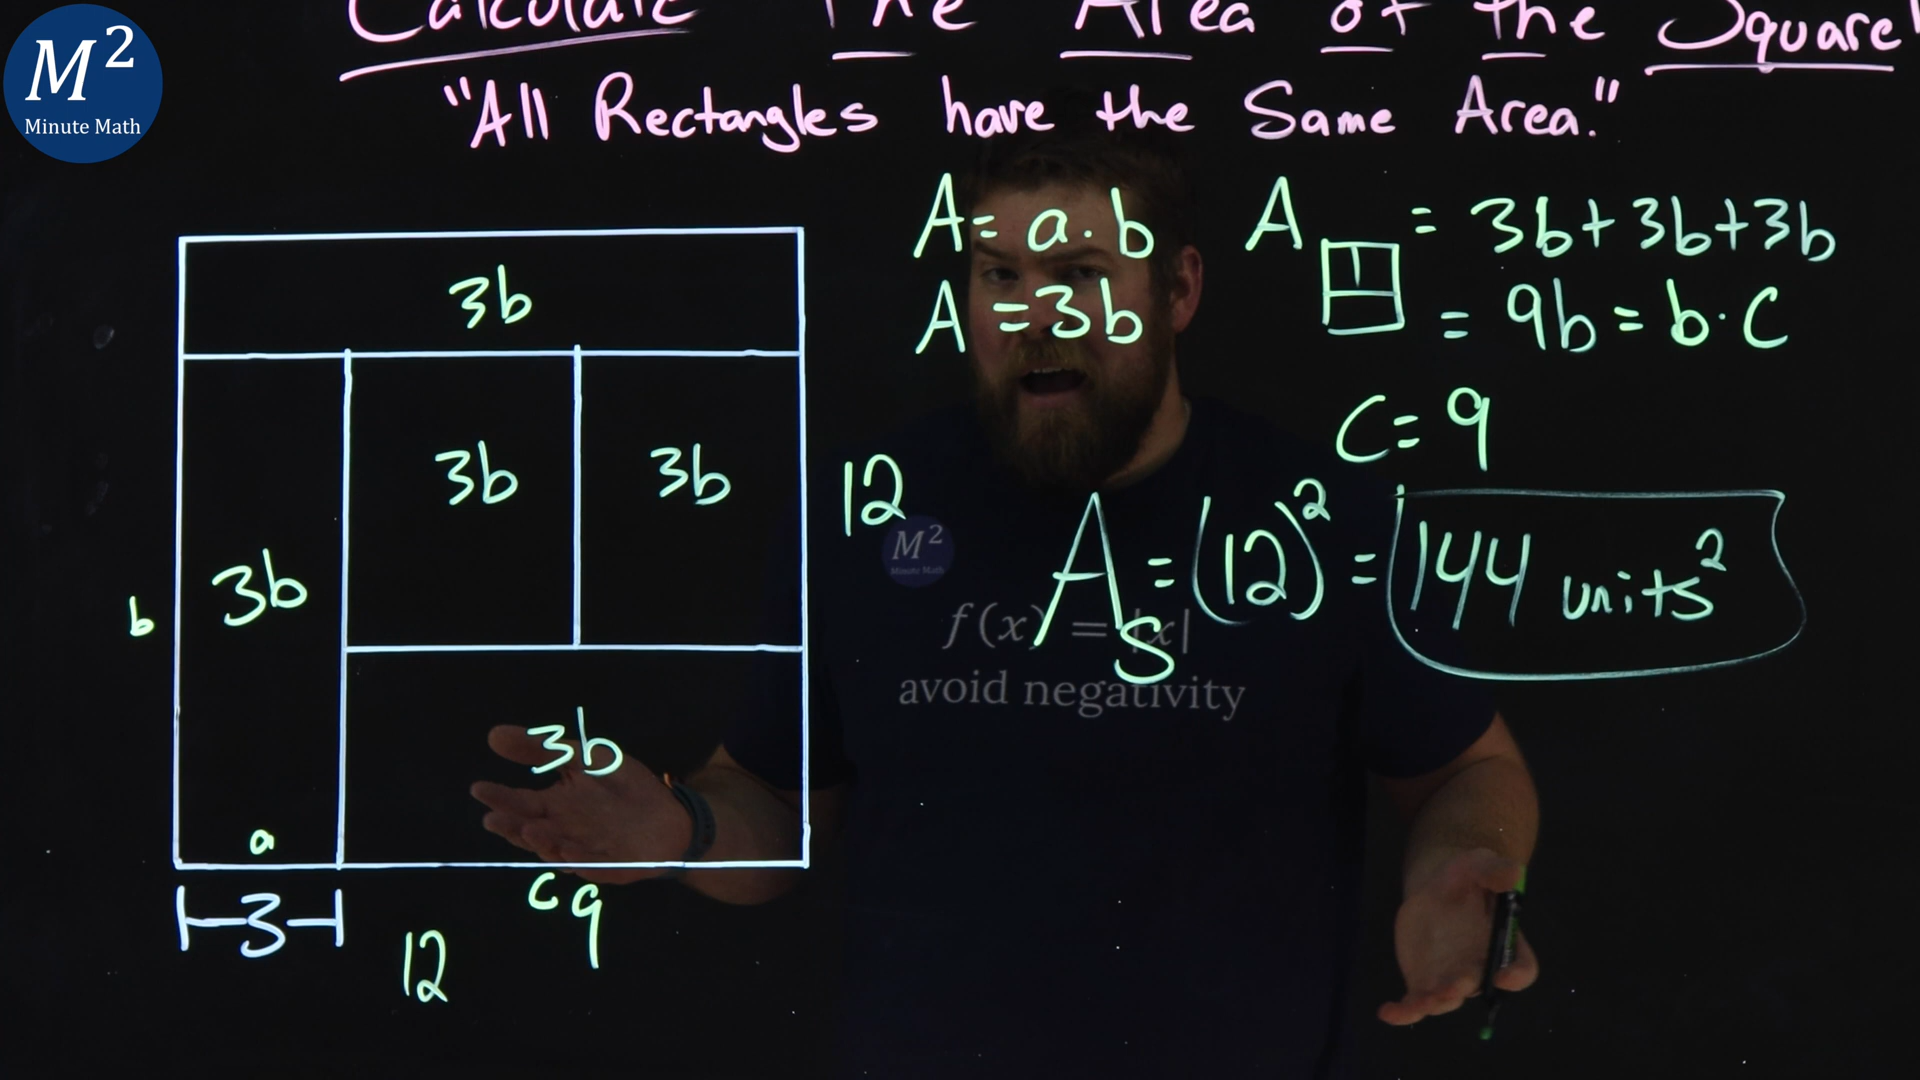 M²
Minute Math
Calculate The Area of the Square!
"All Rectangles have the Same Area."
A = a · b
A = 3b
A = 3b + 3b + 3b
= 9b = b · c
c = 9
3b
3b
3b
3b
3b
b
a
12
|-3-|
c 9
12
A_S = (12)² = 144 units²
M²
Minute Math
f(x) = |x|
avoid negativity